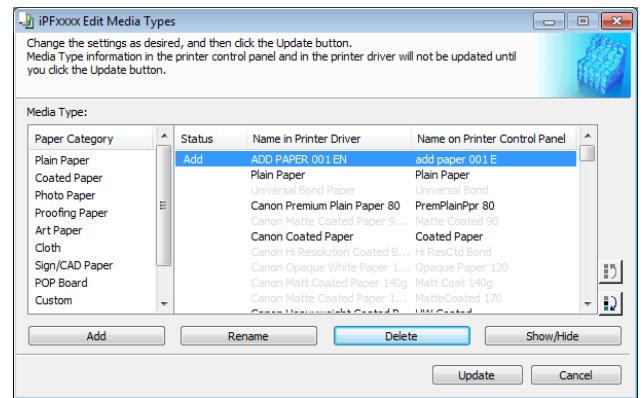 iPFxxxx Edit Media Types
Change the settings as desired, and then click the Update button.
Media Type information in the printer control panel and in the printer driver will not be updated until
you click the Update button.
Media Type:
Paper Category Status Name in Printer Driver Name on Printer Control Panel
Plain Paper Add ADD PAPER 001 EN add paper 001 E
Coated Paper Plain Paper Plain Paper
Photo Paper Universal Bond Paper Universal Bond
Proofing Paper Canon Premium Plain Paper 80 PremPlainPpr 80
Art Paper Canon Matte Coated Paper 9... Matte Coated 90
Cloth Canon Coated Paper Coated Paper
Sign/CAD Paper Canon Hi Resolution Coated B... Hi ResCtd Bond
POP Board Canon Opaque White Paper 1... Opaque Paper 120
Custom Canon Matt Coated Paper 140g Matt Coat 140g
Canon Matte Coated Paper 1... MatteCoated 170
Add Rename Delete Show/Hide
Update Cancel